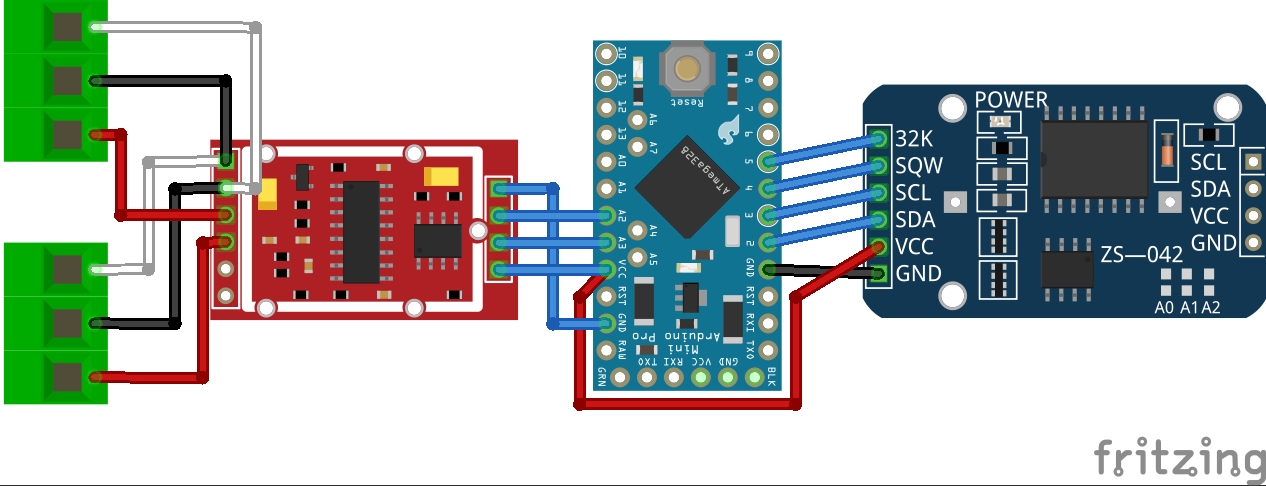 10
11
12
13
A0
A1
A2
A3
VCC
RST
GND
RAW
A6
A7
A4
A5
Reset
ATmega328
9
8
7
6
5
4
3
2
GND
RST
RXI
TXO
Arduino
Pro
Mini
GRN
TXO
RXI
VCC
GND
BLK
POWER
32K
SQW
SCL
SDA
VCC
GND
SCL
SDA
VCC
GND
ZS—042
A0 A1 A2
fritzing